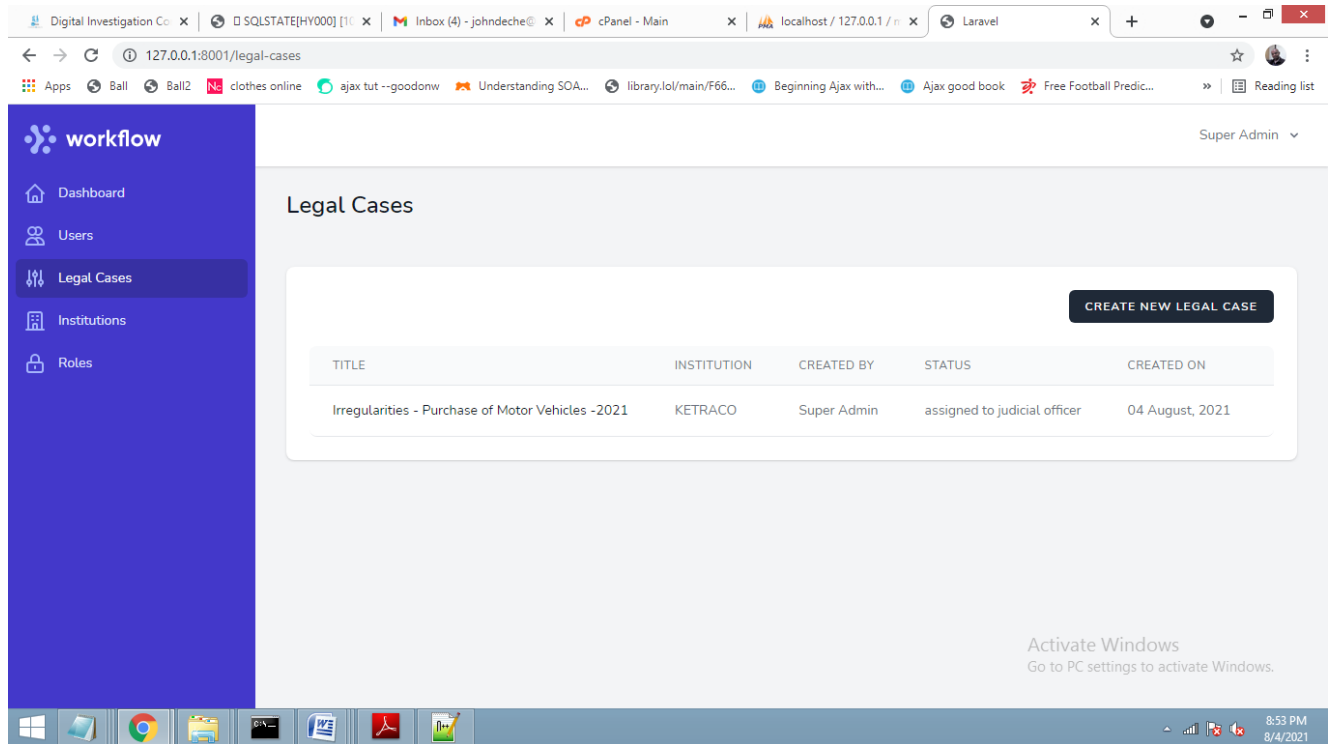 Digital Investigation Co
SQLSTATE[HY000] [10
Inbox (4) - johndeche@
cPanel - Main
localhost / 127.0.0.1 /
Laravel
127.0.0.1:8001/legal-cases
Apps Ball Ball2 clothes online ajax tut --goodonw Understanding SOA... library.lol/main/F66... Beginning Ajax with... Ajax good book Free Football Predic... » Reading list
workflow
Super Admin
Dashboard
Users
Legal Cases
Institutions
Roles
Legal Cases
CREATE NEW LEGAL CASE
TITLE INSTITUTION CREATED BY STATUS CREATED ON
Irregularities - Purchase of Motor Vehicles -2021 KETRACO Super Admin assigned to judicial officer 04 August, 2021
Activate Windows
Go to PC settings to activate Windows.
8:53 PM
8/4/2021